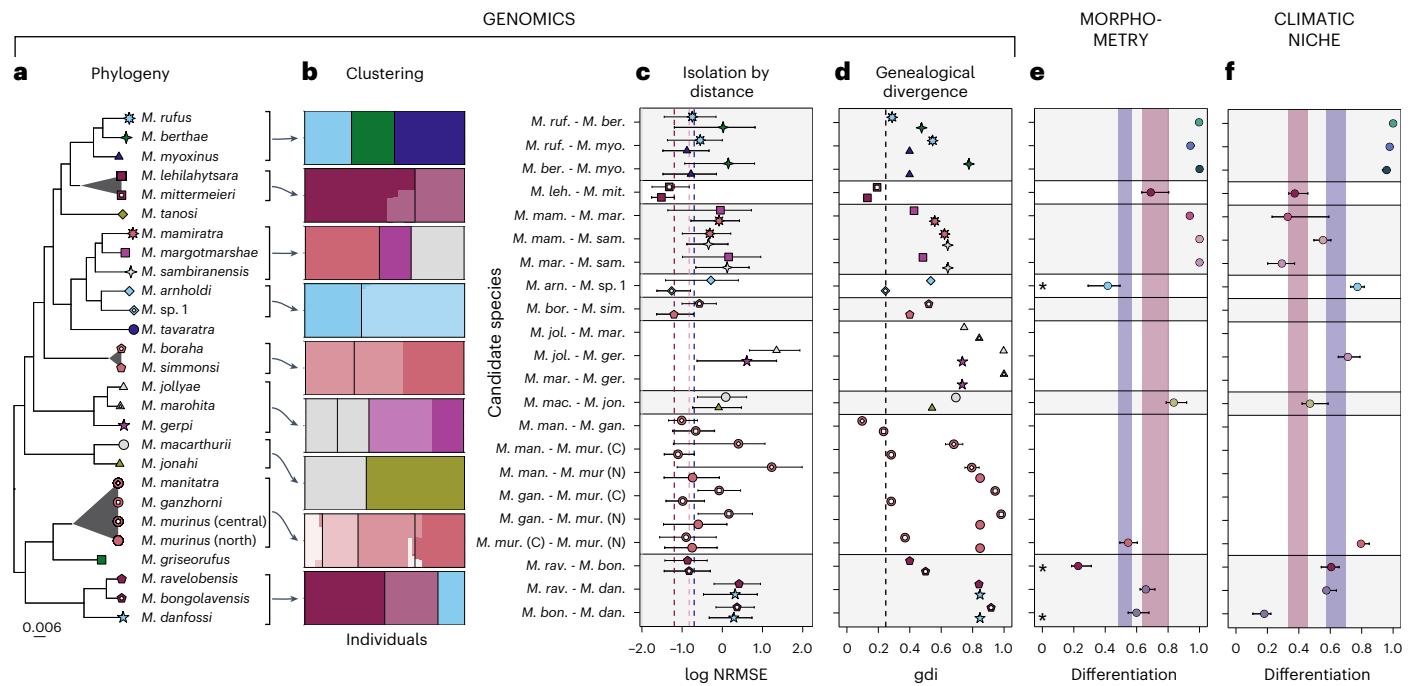 GENOMICS
MORPHO-
METRY
CLIMATIC
NICHE
a Phylogeny
b Clustering
c Isolation by
distance
d Genealogical
divergence
e
f
M. rufus
M. berthae
M. myoxinus
M. lehilahytsara
M. mittermeieri
M. tanosi
M. mamiratra
M. margotmarshae
M. sambiranensis
M. arnholdi
M. sp. 1
M. tavaratra
M. boraha
M. simmonsi
M. jollyae
M. marohita
M. gerpi
M. macarthurii
M. jonahi
M. manitatra
M. ganzhorni
M. murinus (central)
M. murinus (north)
M. griseorufus
M. ravelobensis
M. bongolavensis
M. danfossi
0.006
Individuals
Candidate species
M. ruf. - M. ber.
M. ruf. - M. myo.
M. ber. - M. myo.
M. leh. - M. mit.
M. mam. - M. mar.
M. mam. - M. sam.
M. mar. - M. sam.
M. arn. - M. sp. 1
M. bor. - M. sim.
M. jol. - M. mar.
M. jol. - M. ger.
M. mar. - M. ger.
M. mac. - M. jon.
M. man. - M. gan.
M. man. - M. mur. (C)
M. man. - M. mur (N)
M. gan. - M. mur. (C)
M. gan. - M. mur. (N)
M. mur. (C) - M. mur. (N)
M. rav. - M. bon.
M. rav. - M. dan.
M. bon. - M. dan.
−2.0 −1.0 0 1.0 2.0
log NRMSE
0 0.2 0.4 0.6 0.8 1.0
gdi
*
*
*
0 0.2 0.4 0.6 0.8 1.0
Differentiation
0 0.2 0.4 0.6 0.8 1.0
Differentiation